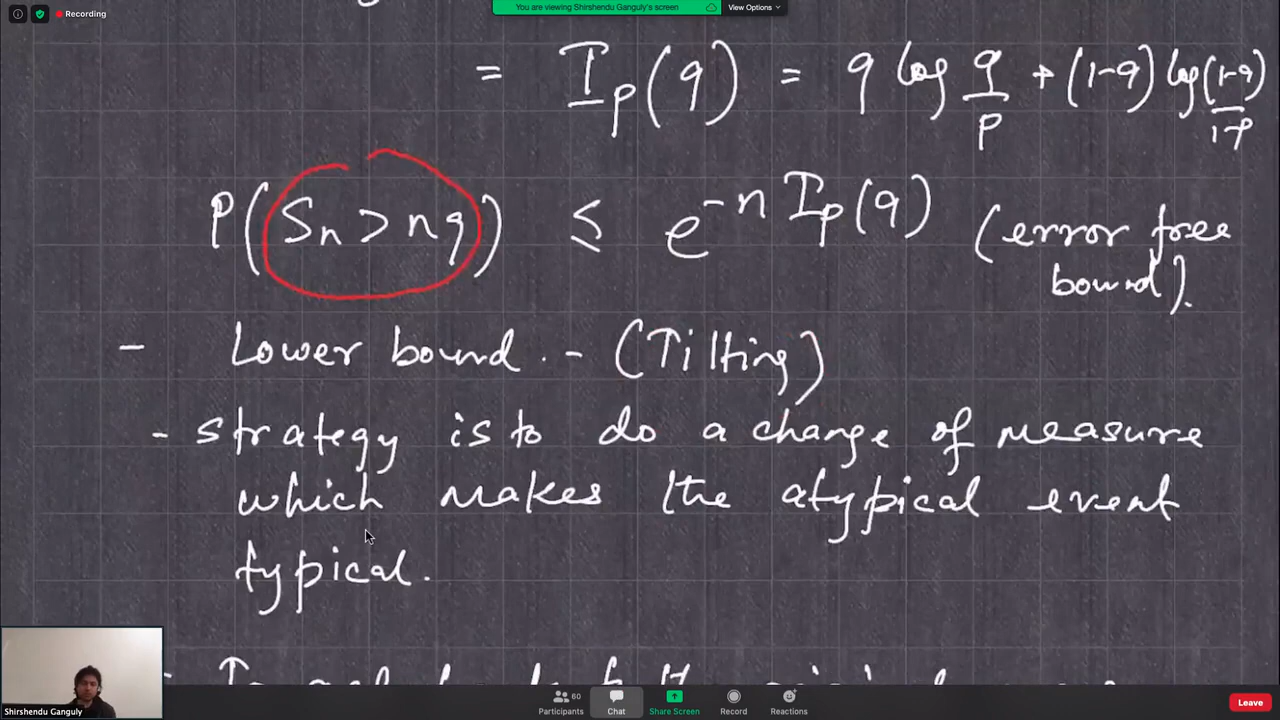 You are viewing Shirshendu Ganguly's screen
View Options
Recording
= I_p(q) = q log q/p + (1-q) log (1-q)/1-p
P(S_n > nq) ≤ e^{-n I_p(q)} (error free
bound).
- Lower bound. - (Tilting)
- strategy is to do a change of measure
which makes the atypical event
typical.
Shirshendu Ganguly
Participants
60
Chat
Share Screen
Record
Reactions
Leave